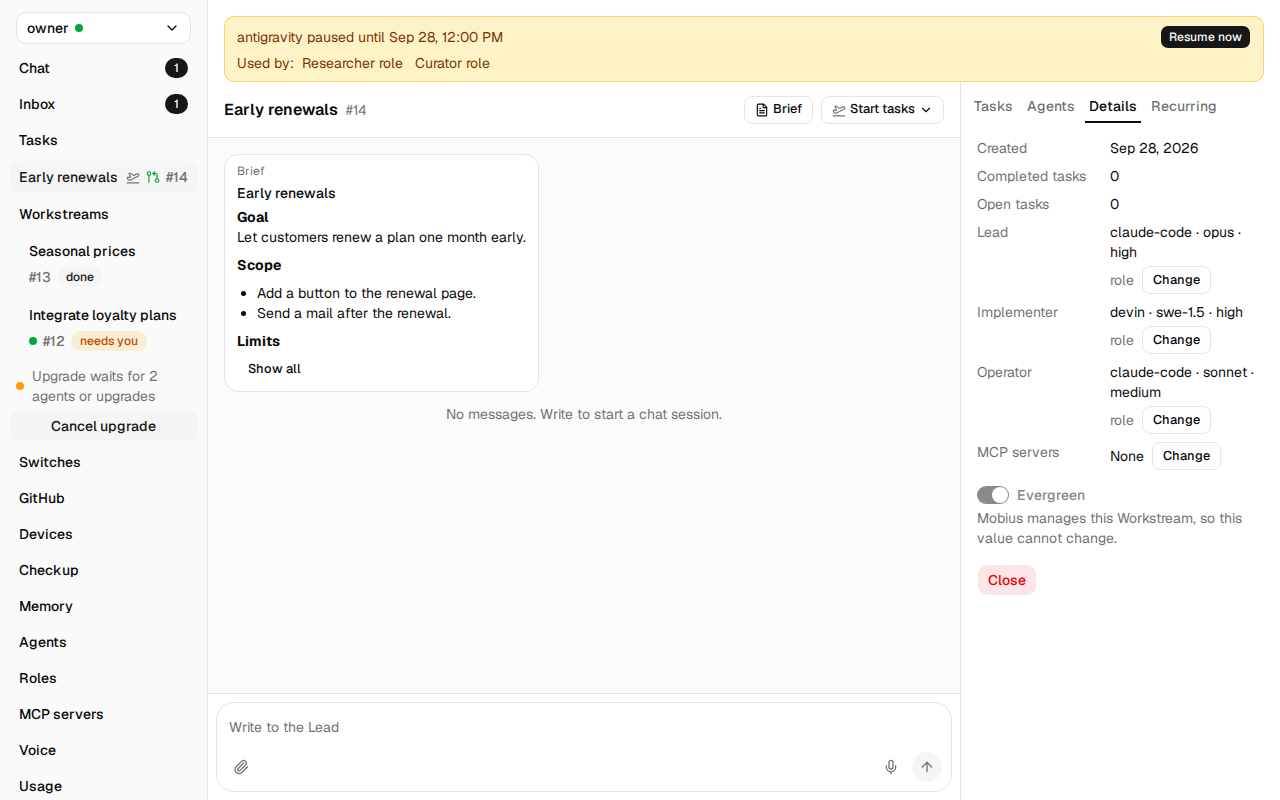 owner
Chat 1
Inbox 1
Tasks
Early renewals #14
Workstreams
Seasonal prices
#13 done
Integrate loyalty plans
#12 needs you
Upgrade waits for 2
agents or upgrades
Cancel upgrade
Switches
GitHub
Devices
Checkup
Memory
Agents
Roles
MCP servers
Voice
Usage
antigravity paused until Sep 28, 12:00 PM
Resume now
Used by: Researcher role Curator role
Early renewals #14
Brief
Start tasks
Brief
Early renewals
Goal
Let customers renew a plan one month early.
Scope
• Add a button to the renewal page.
• Send a mail after the renewal.
Limits
Show all
No messages. Write to start a chat session.
Write to the Lead
Tasks Agents Details Recurring
Created Sep 28, 2026
Completed tasks 0
Open tasks 0
Lead claude-code · opus ·
high
role Change
Implementer devin · swe-1.5 · high
role Change
Operator claude-code · sonnet ·
medium
role Change
MCP servers None Change
Evergreen
Mobius manages this Workstream, so this
value cannot change.
Close